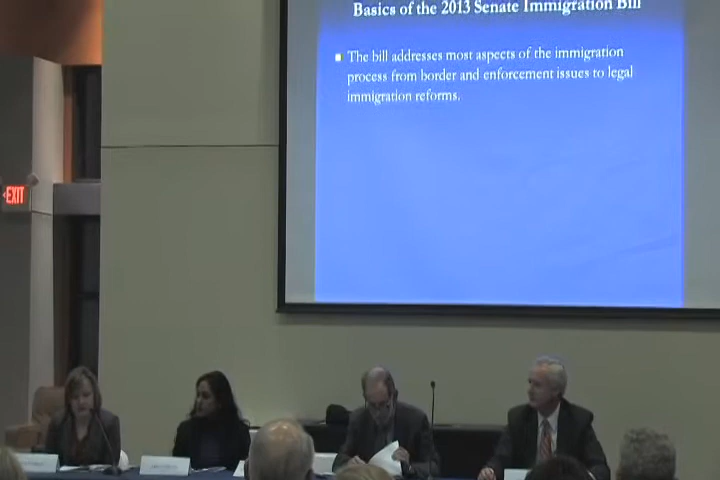 Basics of the 2013 Senate Immigration Bill
The bill addresses most aspects of the immigration
process from border and enforcement issues to legal
immigration reforms.
EXIT